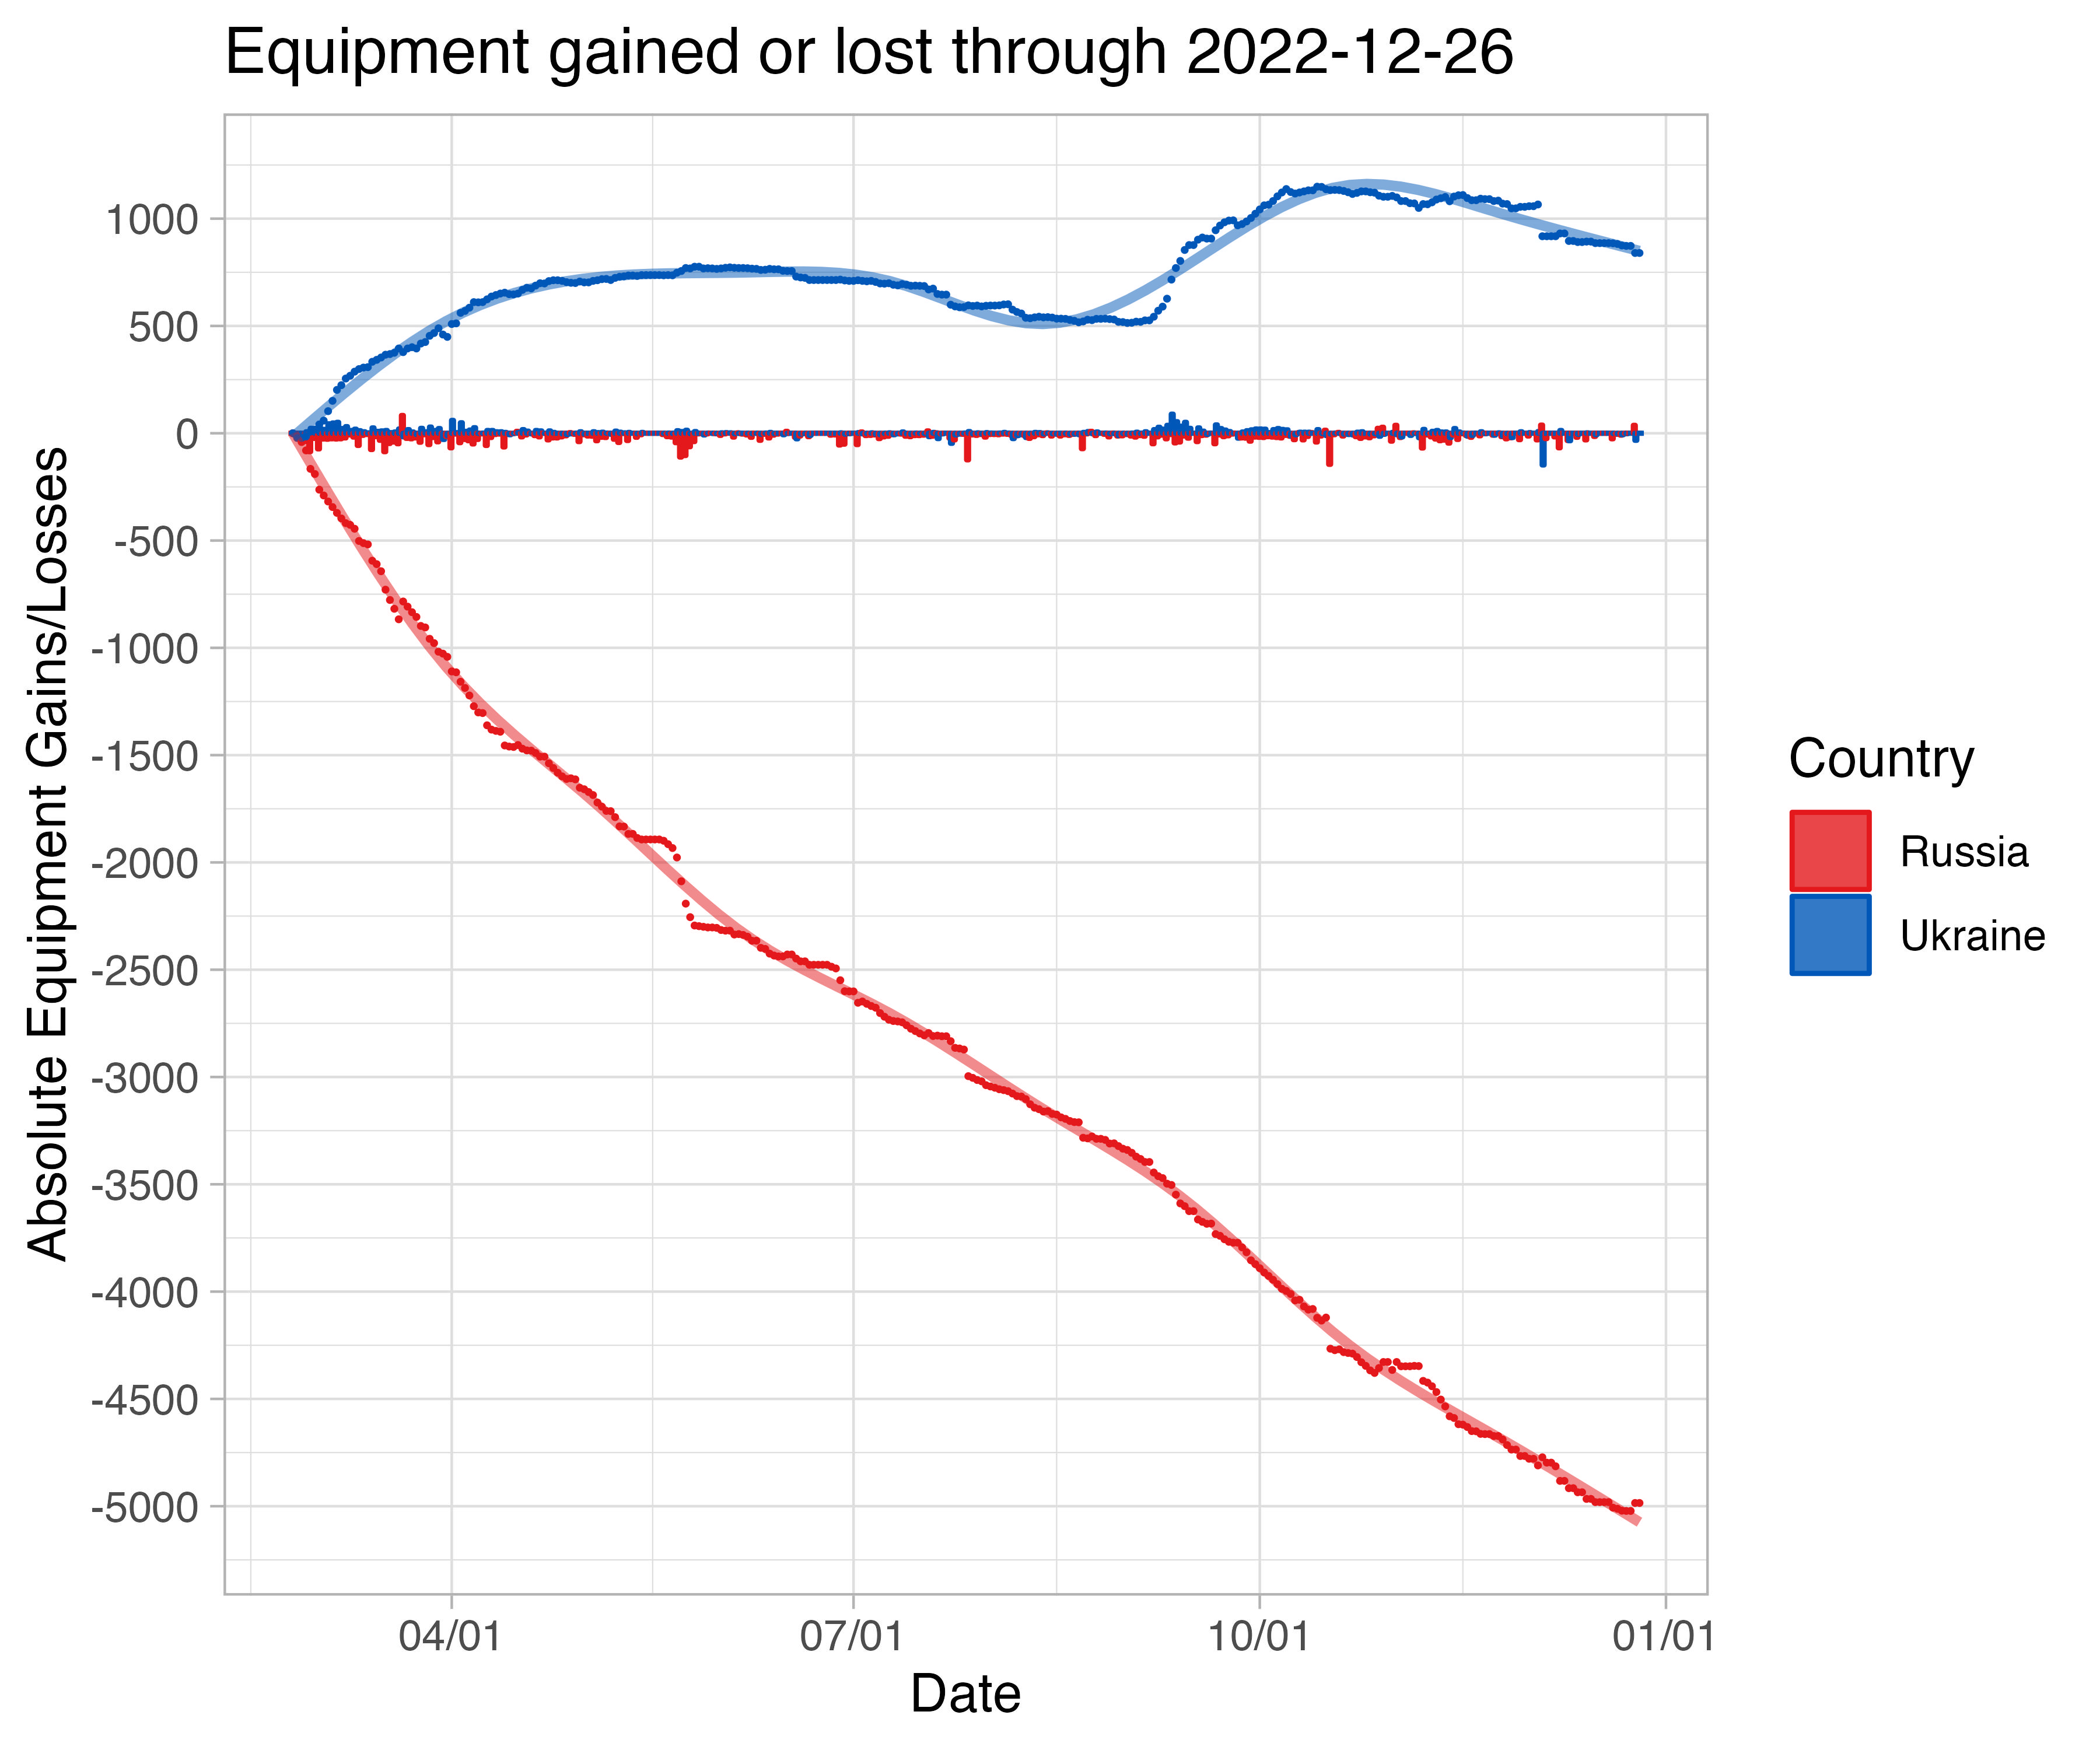 Equipment gained or lost through 2022-12-26
Absolute Equipment Gains/Losses
1000
500
0
-500
-1000
-1500
-2000
-2500
-3000
-3500
-4000
-4500
-5000
04/01
07/01
10/01
01/01
Date
Country
Russia
Ukraine